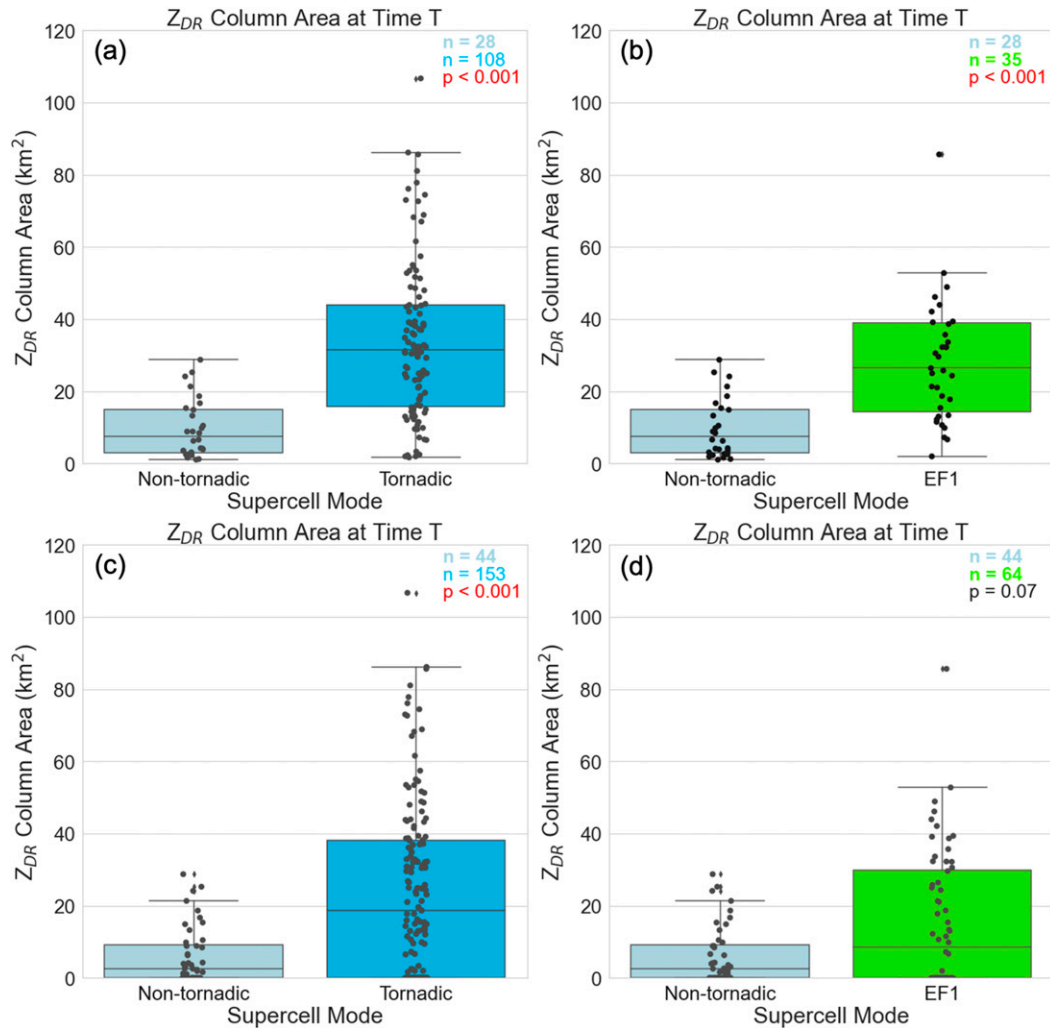 Z_DR Column Area at Time T
(a)
n = 28
n = 108
p < 0.001
Z_DR Column Area (km²)
120
100
80
60
40
20
0
Non-tornadic Tornadic
Supercell Mode
Z_DR Column Area at Time T
(b)
n = 28
n = 35
p < 0.001
Z_DR Column Area (km²)
120
100
80
60
40
20
0
Non-tornadic EF1
Supercell Mode
Z_DR Column Area at Time T
(c)
n = 44
n = 153
p < 0.001
Z_DR Column Area (km²)
120
100
80
60
40
20
0
Non-tornadic Tornadic
Supercell Mode
Z_DR Column Area at Time T
(d)
n = 44
n = 64
p = 0.07
Z_DR Column Area (km²)
120
100
80
60
40
20
0
Non-tornadic EF1
Supercell Mode